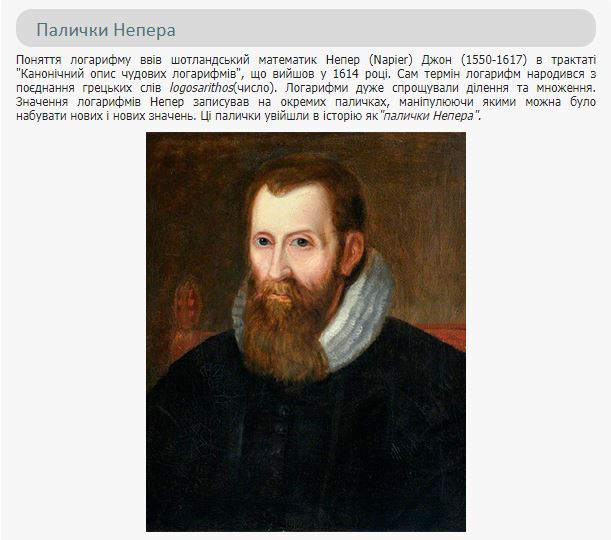 Палички Непера
Поняття логарифму ввів шотландський математик Непер (Napier) Джон (1550-1617) в трактаті
"Канонічний опис чудових логарифмів", що вийшов у 1614 році. Сам термін логарифм народився з
поєднання грецьких слів logosarithos(число). Логарифми дуже спрощували ділення та множення.
Значення логарифмів Непер записував на окремих паличках, маніпулюючи якими можна було
набувати нових і нових значень. Ці палички увійшли в історію як"палички Непера".